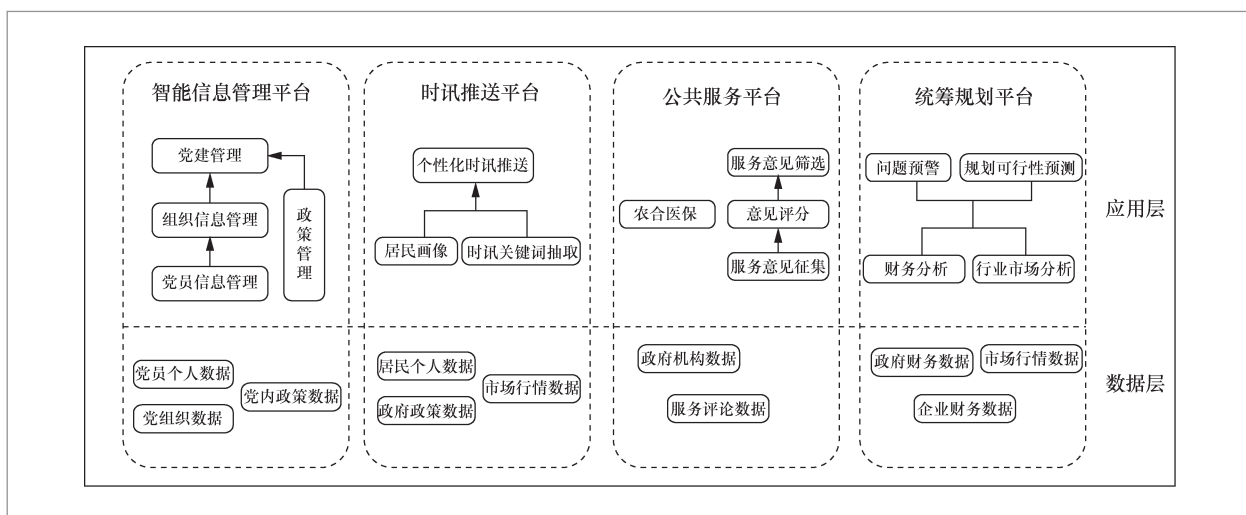 智能信息管理平台
党建管理
组织信息管理
党员信息管理
政策管理
时讯推送平台
个性化时讯推送
居民画像
时讯关键词抽取
公共服务平台
服务意见筛选
农合医保
意见评分
服务意见征集
统筹规划平台
问题预警
规划可行性预测
财务分析
行业市场分析
应用层
党员个人数据
党内政策数据
党组织数据
居民个人数据
市场行情数据
政府政策数据
政府机构数据
服务评论数据
政府财务数据
市场行情数据
企业财务数据
数据层